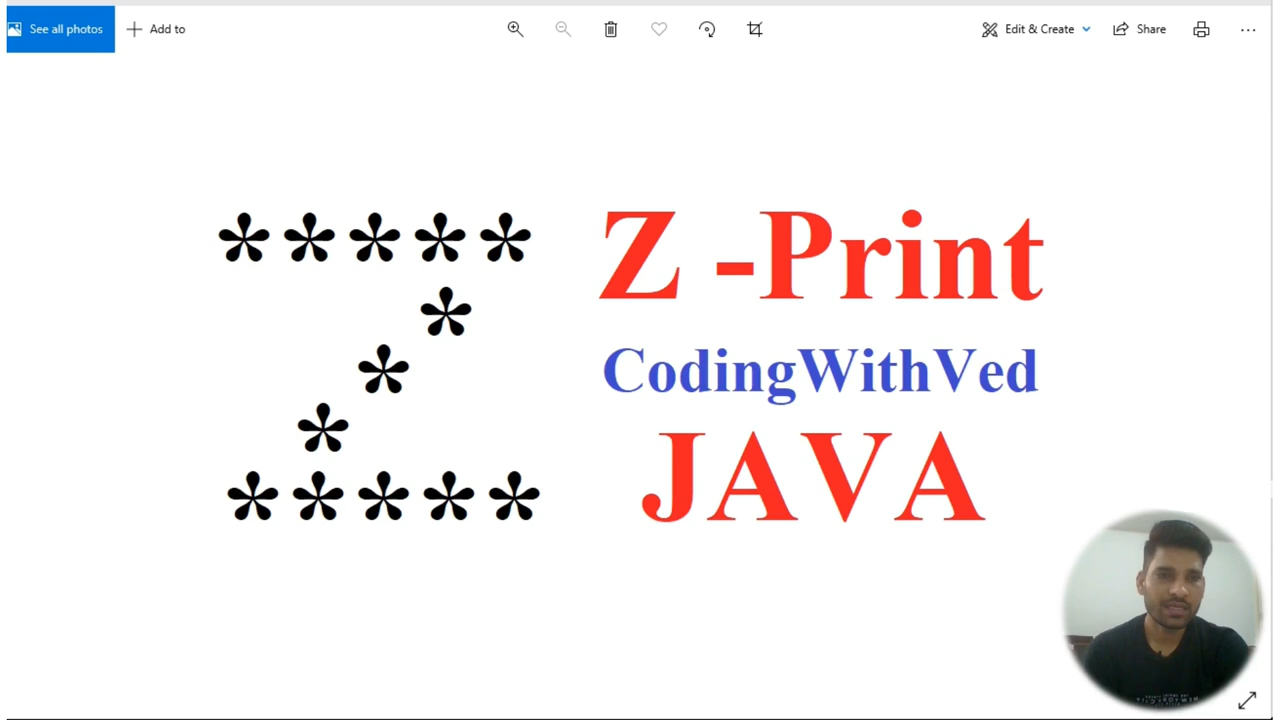 See all photos
Add to
Edit & Create
Share
* * * * *
*
*
*
* * * * *
Z -Print
CodingWithVed
JAVA